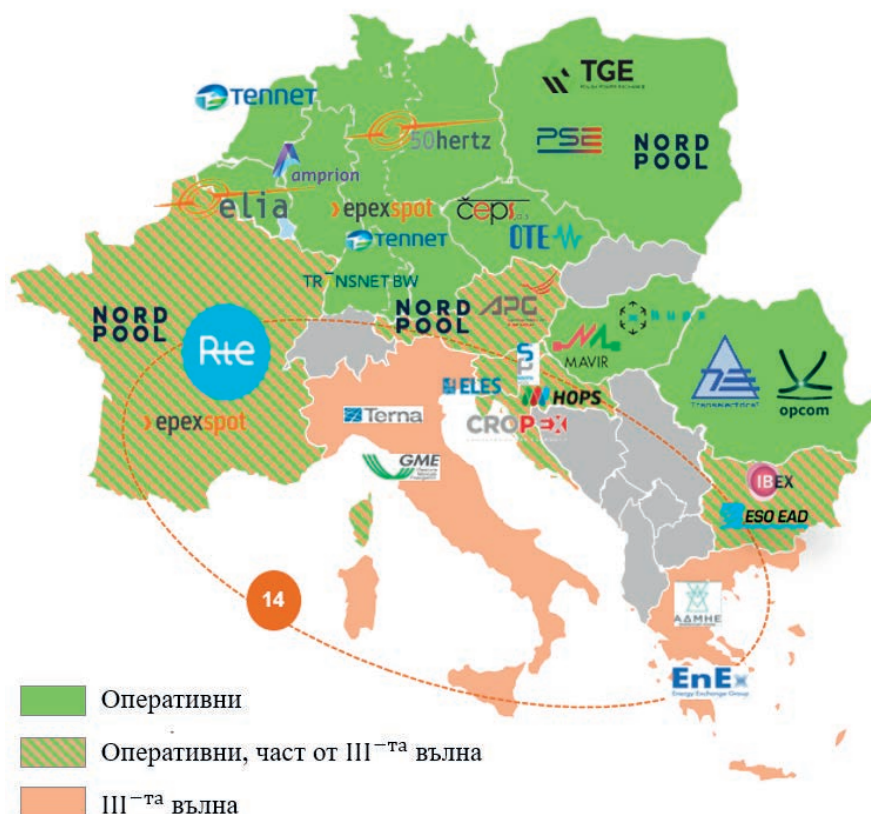 TGE
TenneT
PSE
NORD
POOL
50hertz
amprion
elia
epexspot
čeps
TenneT
OTE
TRANSNET BW
NORD
POOL
NORD
POOL
APG
Rte
MAVIR
Transelectrica
opcom
ELES
HOPS
Terna
CROPEX
epexspot
GME
IBEX
ESO EAD
14
ΑΔΜΗΕ
EnEx
Energy Exchange Group
Оперативни
Оперативни, част от III-та вълна
III-та вълна